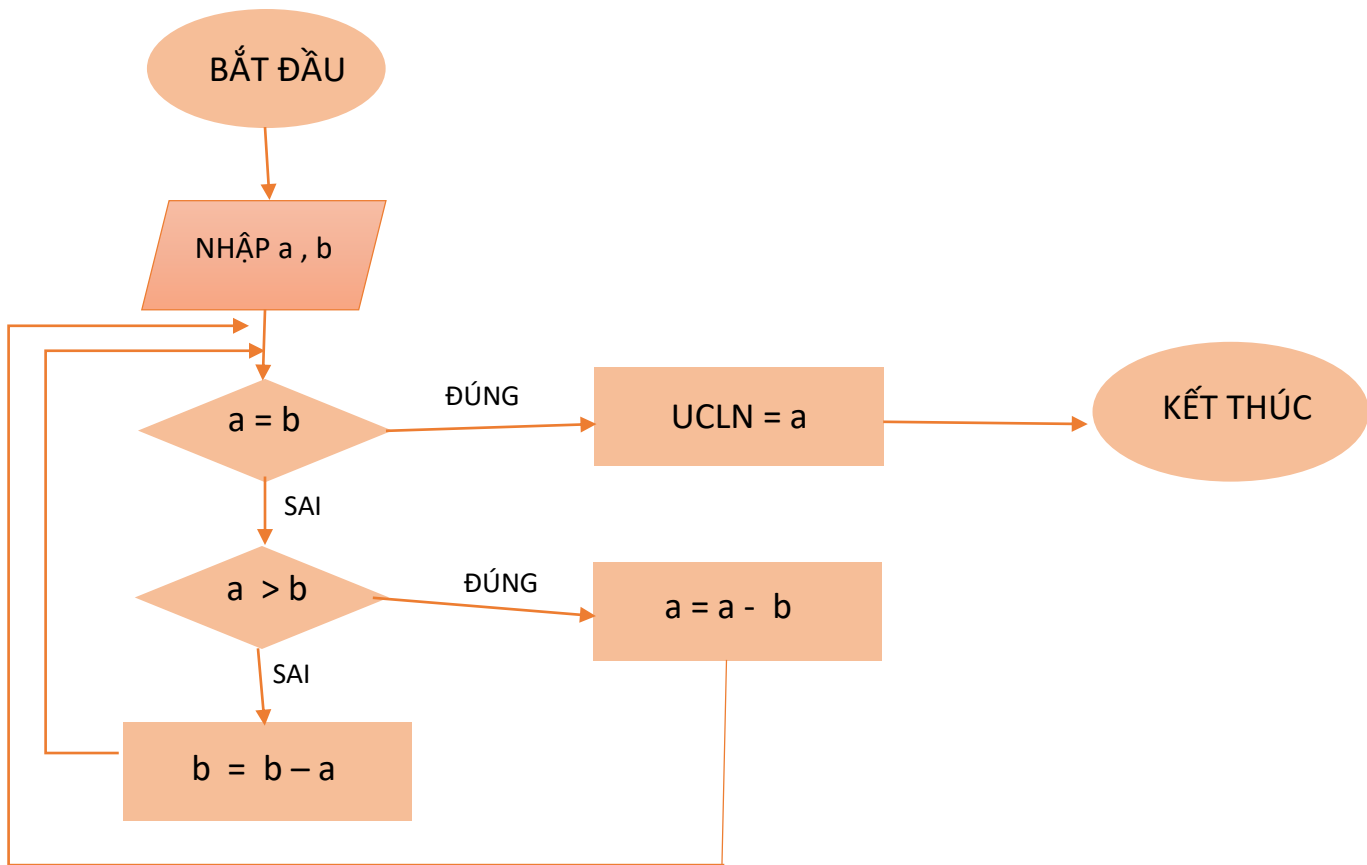 BẮT ĐẦU
NHẬP a , b
a = b
ĐÚNG
UCLN = a
KẾT THÚC
SAI
a > b
ĐÚNG
a = a - b
SAI
b = b – a